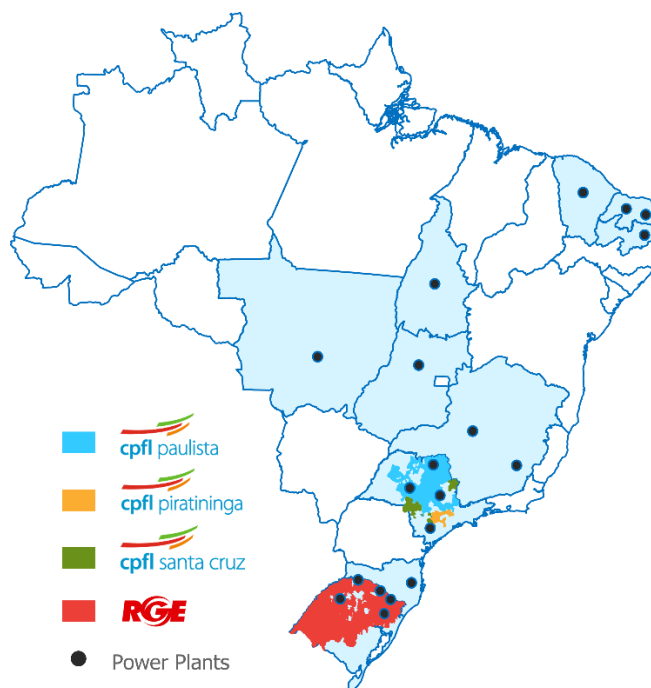 cpfl paulista
cpfl piratininga
cpfl santa cruz
RGE
Power Plants